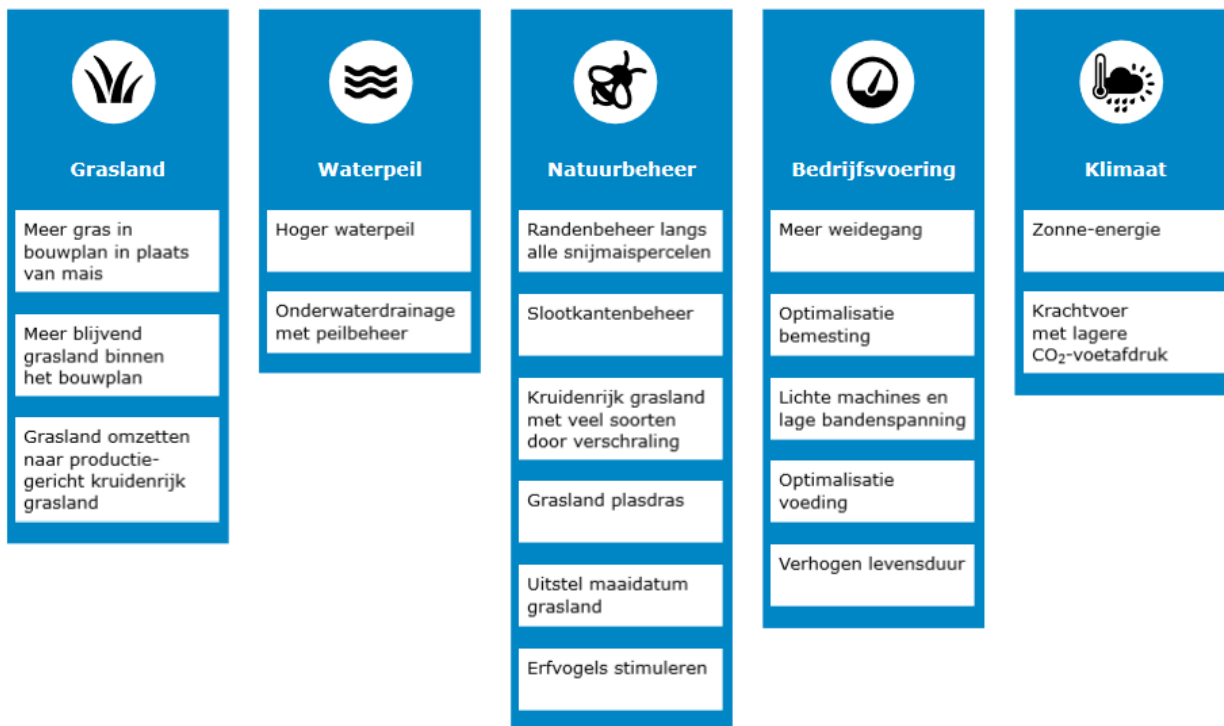 Grasland
Meer gras in
bouwplan in plaats
van mais
Meer blijvend
grasland binnen
het bouwplan
Grasland omzetten
naar productie-
gericht kruidenrijk
grasland
Waterpeil
Hoger waterpeil
Onderwaterdrainage
met peilbeheer
Natuurbeheer
Randenbeheer langs
alle snijmaispercelen
Slootkantenbeheer
Kruidenrijk grasland
met veel soorten
door verschraling
Grasland plasdras
Uitstel maaidatum
grasland
Erfvogels stimuleren
Bedrijfsvoering
Meer weidegang
Optimalisatie
bemesting
Lichte machines en
lage bandenspanning
Optimalisatie
voeding
Verhogen levensduur
Klimaat
Zonne-energie
Krachtvoer
met lagere
CO₂-voetafdruk